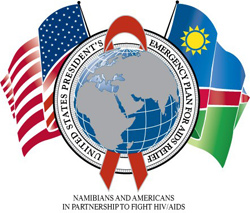 UNITED STATES PRESIDENT'S
EMERGENCY PLAN FOR AIDS RELIEF
NAMIBIANS AND AMERICANS
IN PARTNERSHIP TO FIGHT HIV/AIDS